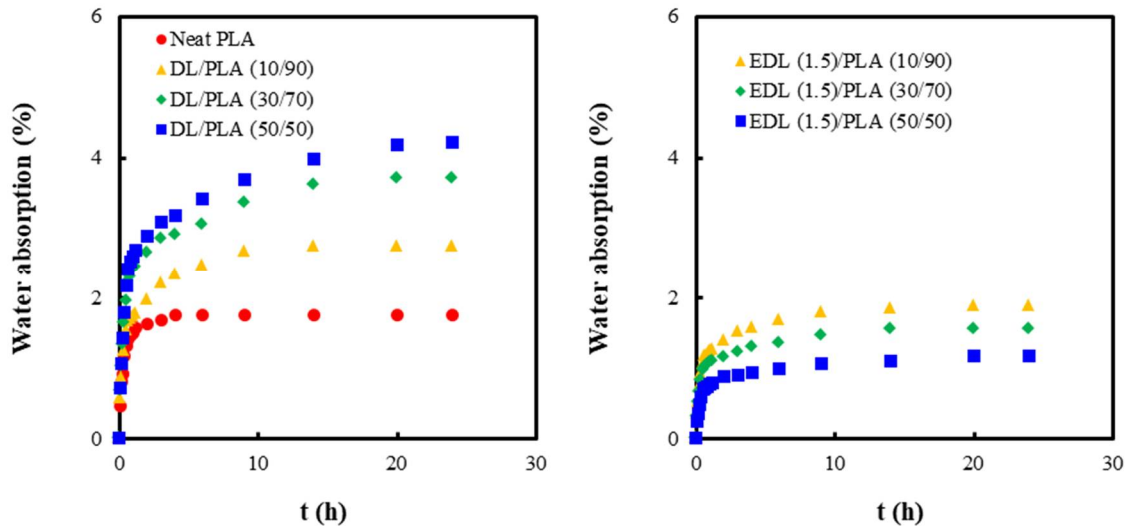 6
Neat PLA
DL/PLA (10/90)
DL/PLA (30/70)
DL/PLA (50/50)
4
2
0
0 10 20 30
Water absorption (%)
t (h)
6
EDL (1.5)/PLA (10/90)
EDL (1.5)/PLA (30/70)
EDL (1.5)/PLA (50/50)
4
2
0
0 10 20 30
Water absorption (%)
t (h)